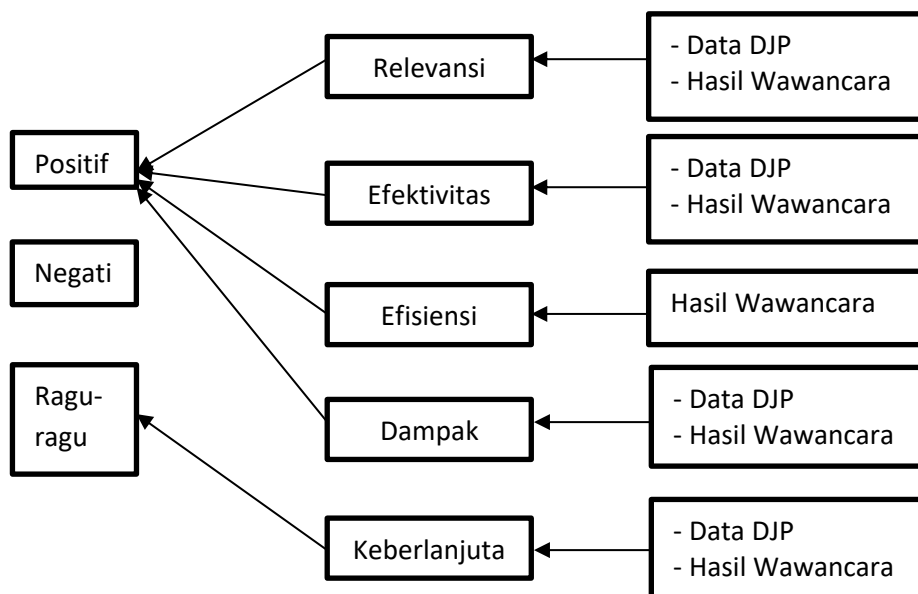 Relevansi
- Data DJP
- Hasil Wawancara
Positif
Efektivitas
- Data DJP
- Hasil Wawancara
Negati
Efisiensi
Hasil Wawancara
Ragu-
ragu
Dampak
- Data DJP
- Hasil Wawancara
Keberlanjuta
- Data DJP
- Hasil Wawancara